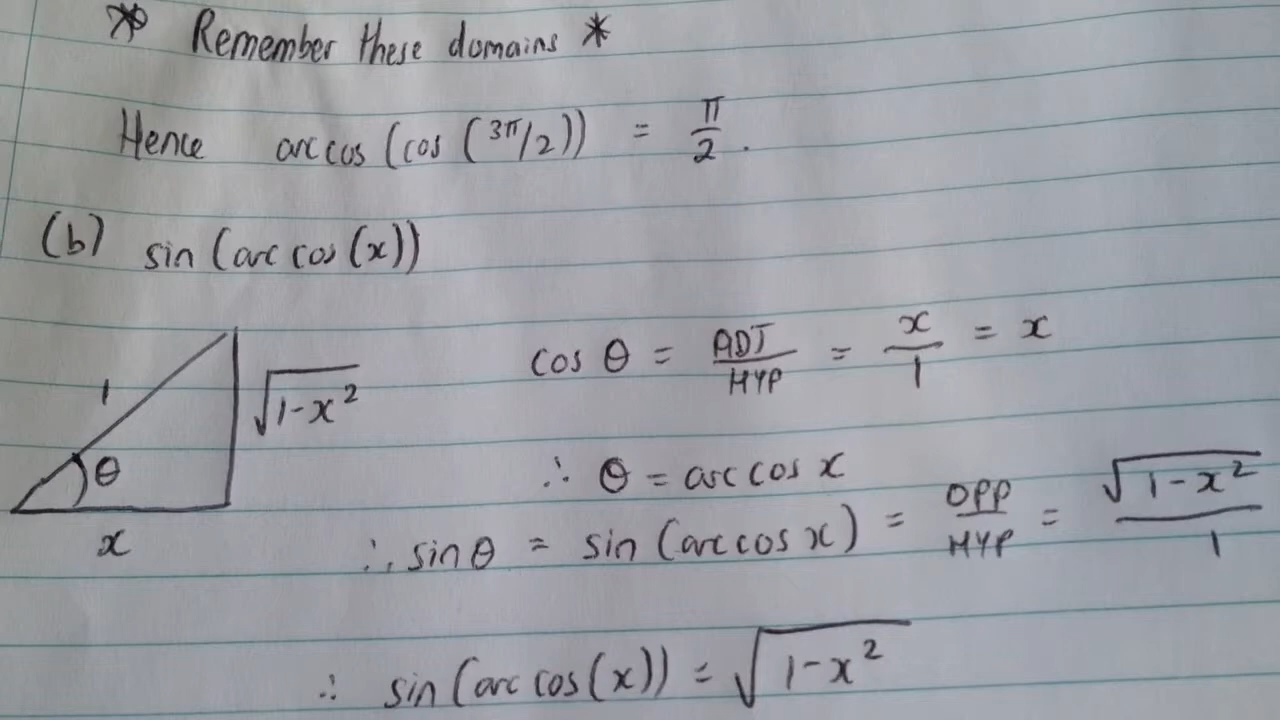 * Remember these domains *
Hence arccos(cos(3π/2)) = π/2.
(b) sin(arccos(x))
1
θ
x
√(1-x²)
cos θ = ADJ/HYP = x/1 = x
∴ θ = arccos x
∴ sin θ = sin(arccos x) = OPP/HYP = √(1-x²)/1
∴ sin(arccos(x)) = √(1-x²)